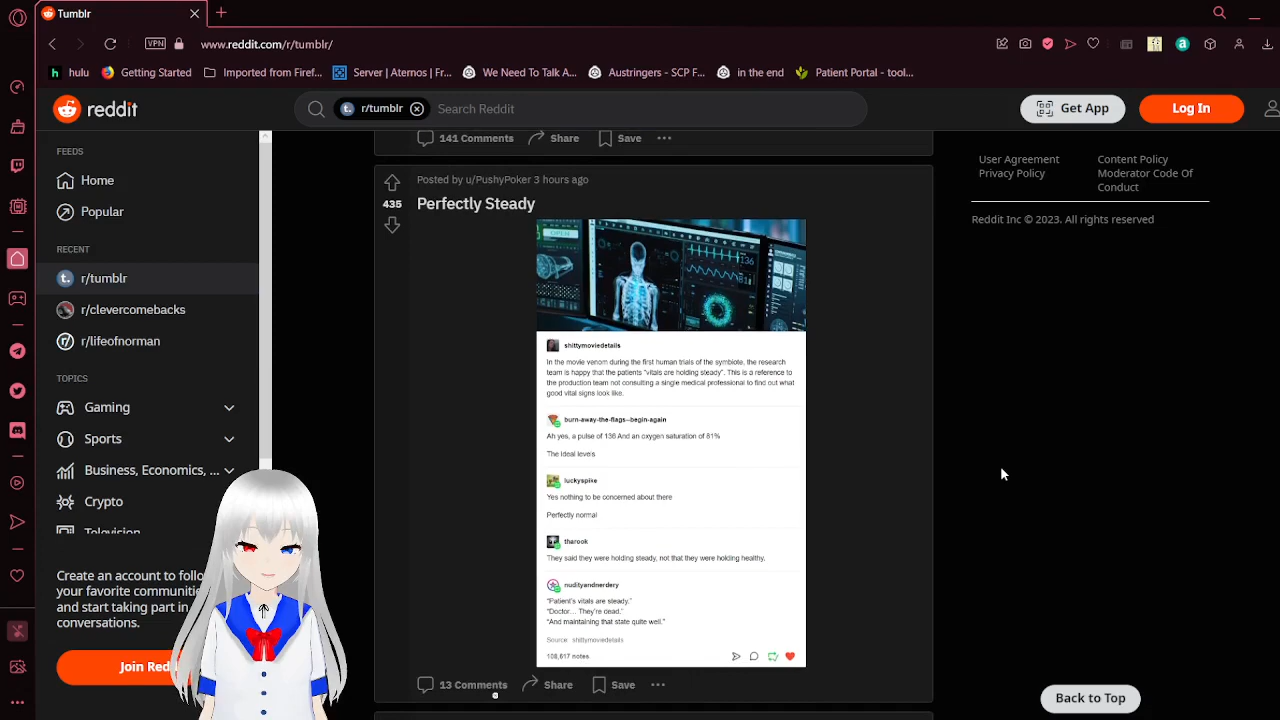 Tumblr
VPN
www.reddit.com/r/tumblr/
hulu
Getting Started
Imported from Firef...
Server | Aternos | Fr...
We Need To Talk A...
Austringers - SCP F...
in the end
Patient Portal - tool...
reddit
r/tumblr
Search Reddit
Get App
Log In
FEEDS
Home
Popular
RECENT
r/tumblr
r/clevercomebacks
r/lifeofnorman
TOPICS
Gaming
Sports
Business, Economics, ...
Crypto
Television
Create an account to follo
your favorite communities
and start taking part in
conversations.
Join Red
141 Comments
Share
Save
Posted by u/PushyPoker 3 hours ago
435
Perfectly Steady
OPEN
136
81
shittymoviedetails
In the movie venom during the first human trials of the symbiote, the research
team is happy that the patients "vitals are holding steady". This is a reference to
the production team not consulting a single medical professional to find out what
good vital signs look like.
burn-away-the-flags--begin-again
Ah yes, a pulse of 136 And an oxygen saturation of 81%
The ideal levels
luckyspike
Yes nothing to be concerned about there
Perfectly normal
tharook
They said they were holding steady, not that they were holding healthy.
nudityandnerdery
"Patient's vitals are steady."
"Doctor... They're dead."
"And maintaining that state quite well."
Source: shittymoviedetails
108,617 notes
13 Comments
Share
Save
User Agreement
Content Policy
Privacy Policy
Moderator Code Of
Conduct
Reddit Inc © 2023. All rights reserved
Back to Top